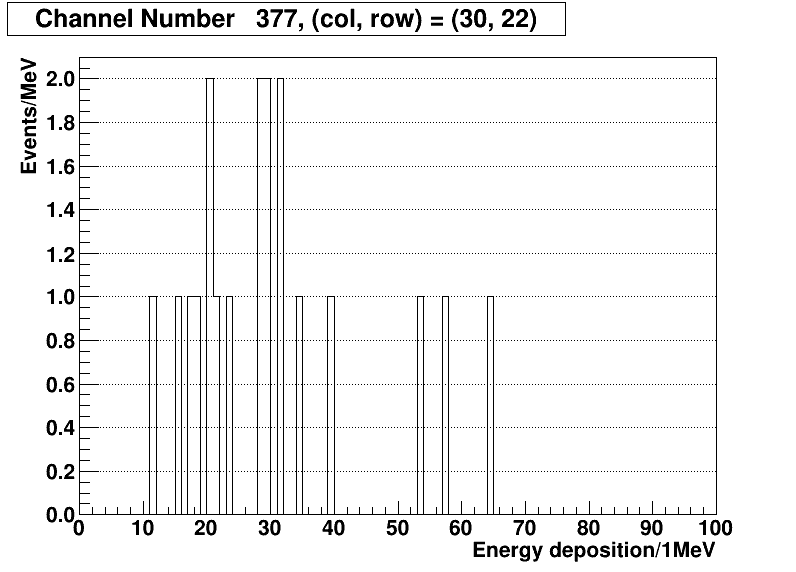 Channel Number 377, (col, row) = (30, 22)
Events/MeV
2.0
1.8
1.6
1.4
1.2
1.0
0.8
0.6
0.4
0.2
0.0
0 10 20 30 40 50 60 70 80 90 100
Energy deposition/1MeV